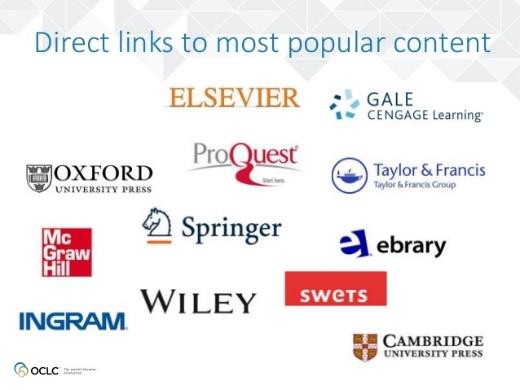 Direct links to most popular content
ELSEVIER
GALE
CENGAGE Learning
ProQuest
Start here.
OXFORD
UNIVERSITY PRESS
Taylor & Francis
Taylor & Francis Group
Springer
Mc
Graw
Hill
ebrary
WILEY
swets
INGRAM
CAMBRIDGE
UNIVERSITY PRESS
OCLC